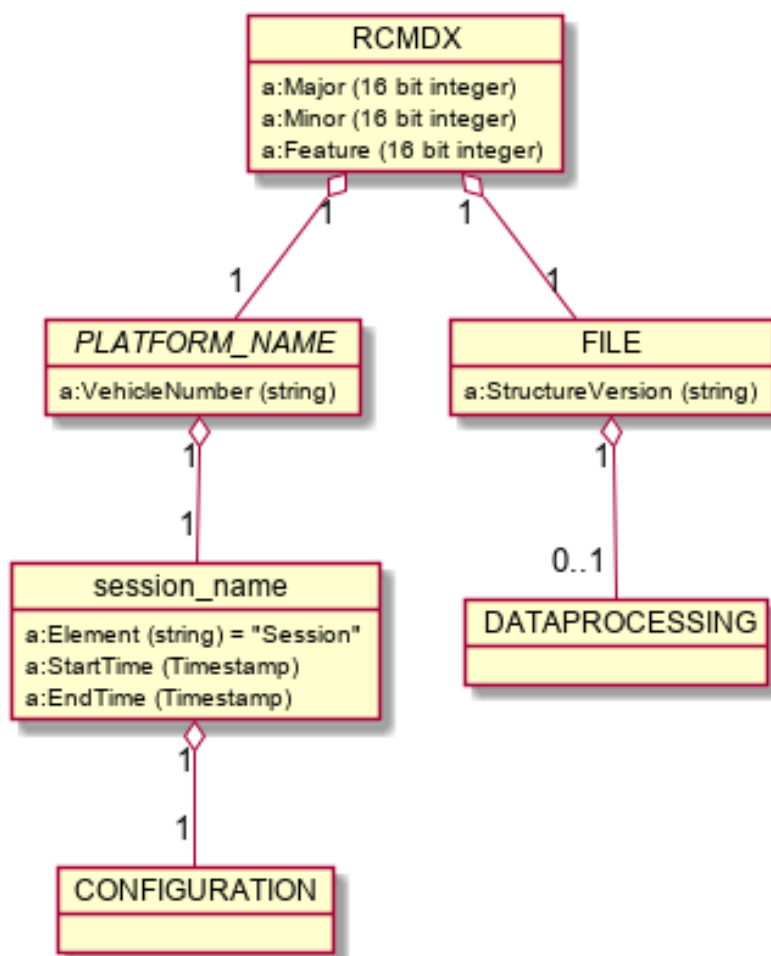 RCMDX
a:Major (16 bit integer)
a:Minor (16 bit integer)
a:Feature (16 bit integer)
1
1
1
1
PLATFORM_NAME
a:VehicleNumber (string)
FILE
a:StructureVersion (string)
1
1
1
0..1
session_name
a:Element (string) = "Session"
a:StartTime (Timestamp)
a:EndTime (Timestamp)
DATAPROCESSING
1
1
CONFIGURATION